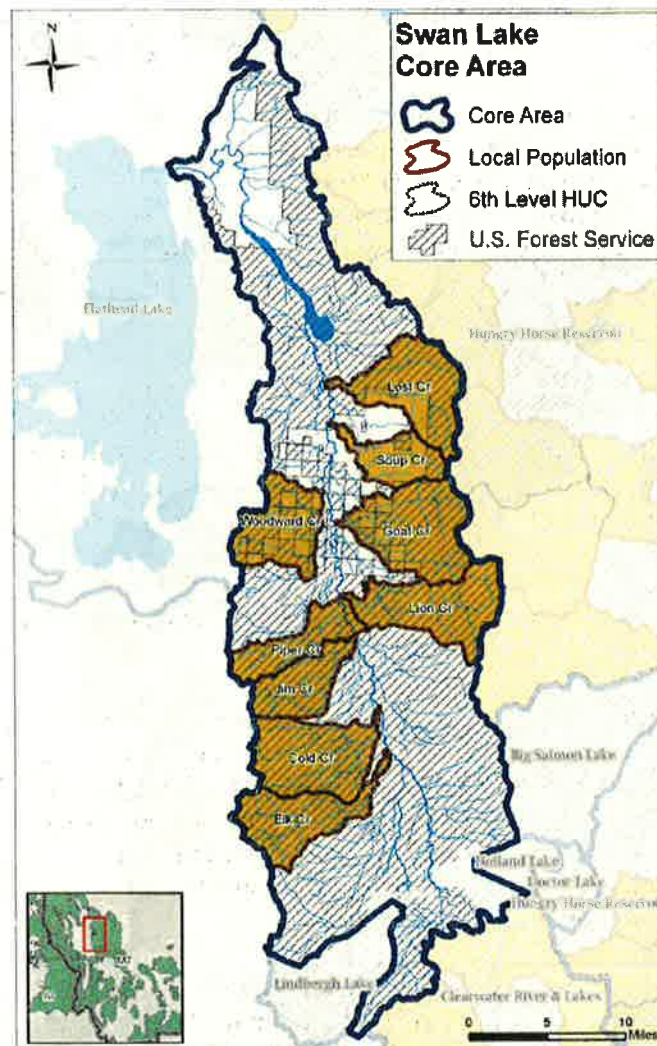 N
Swan Lake
Core Area
Core Area
Local Population
6th Level HUC
U.S. Forest Service
Flathead Lake
Hungry Horse Reservoir
Lost Cr
Soup Cr
Woodward Cr
Goat Cr
Lion Cr
Piper Cr
Jim Cr
Cold Cr
Elk Cr
Big Salmon Lake
Holland Lake
Doctor Lake
Hungry Horse Reservoir
Lindbergh Lake
Clearwater River & Lakes
0 5 10
Miles